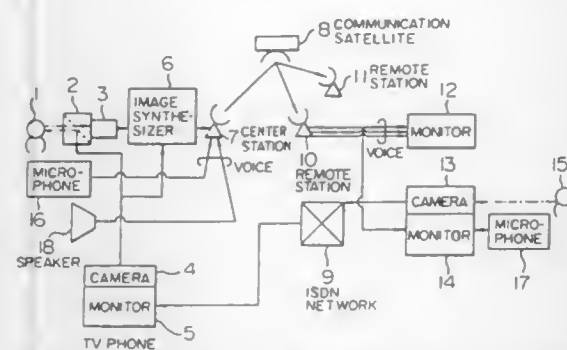 8 COMMUNICATION
SATELLITE
6
11 REMOTE
STATION
1
2
3
IMAGE
SYNTHE-
SIZER
12
7 CENTER
STATION
MONITOR
VOICE
10
REMOTE
STATION
VOICE
MICRO-
PHONE
16
13
15
CAMERA
MONITOR
MICRO-
PHONE
18
SPEAKER
9
ISDN
NETWORK
14
17
CAMERA
4
MONITOR
5
TV PHONE